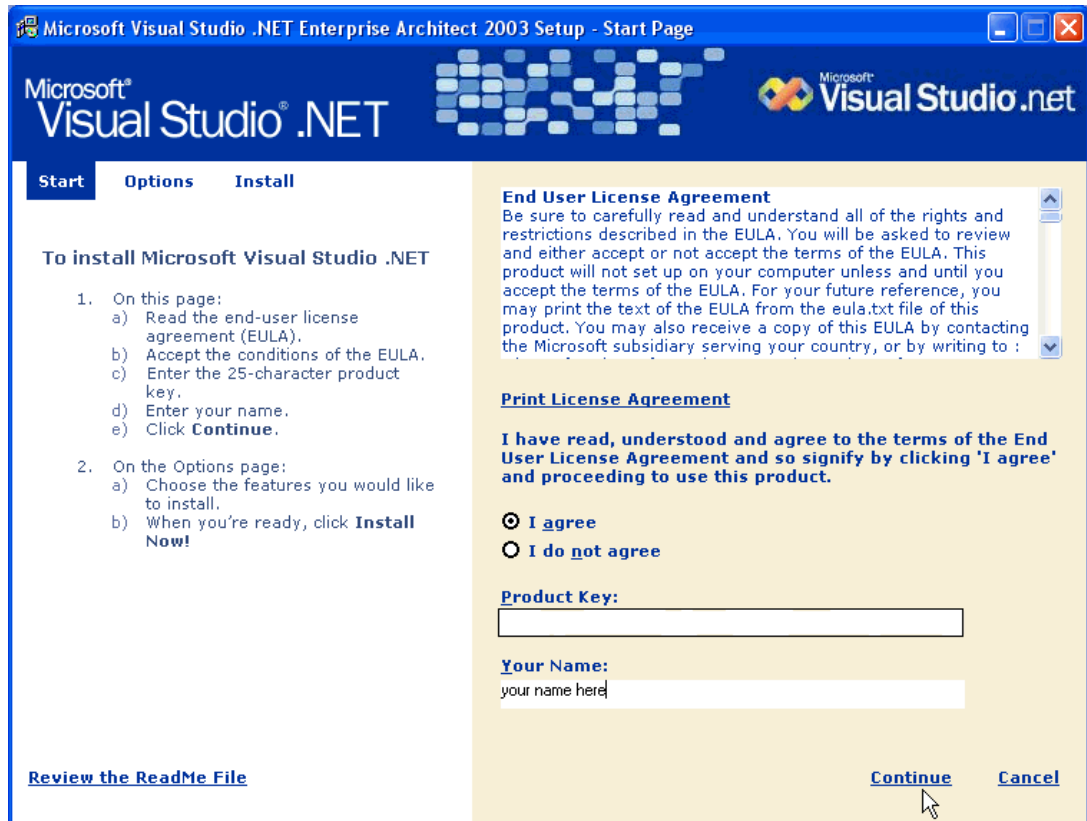 Microsoft Visual Studio .NET Enterprise Architect 2003 Setup - Start Page
Microsoft®
Visual Studio® .NET
Microsoft
Visual Studio .net
Start Options Install
To install Microsoft Visual Studio .NET
1. On this page:
a) Read the end-user license
agreement (EULA).
b) Accept the conditions of the EULA.
c) Enter the 25-character product
key.
d) Enter your name.
e) Click Continue.
2. On the Options page:
a) Choose the features you would like
to install.
b) When you're ready, click Install
Now!
Review the ReadMe File
End User License Agreement
Be sure to carefully read and understand all of the rights and
restrictions described in the EULA. You will be asked to review
and either accept or not accept the terms of the EULA. This
product will not set up on your computer unless and until you
accept the terms of the EULA. For your future reference, you
may print the text of the EULA from the eula.txt file of this
product. You may also receive a copy of this EULA by contacting
the Microsoft subsidiary serving your country, or by writing to :
Print License Agreement
I have read, understood and agree to the terms of the End
User License Agreement and so signify by clicking 'I agree'
and proceeding to use this product.
I agree
I do not agree
Product Key:
Your Name:
your name here
Continue Cancel